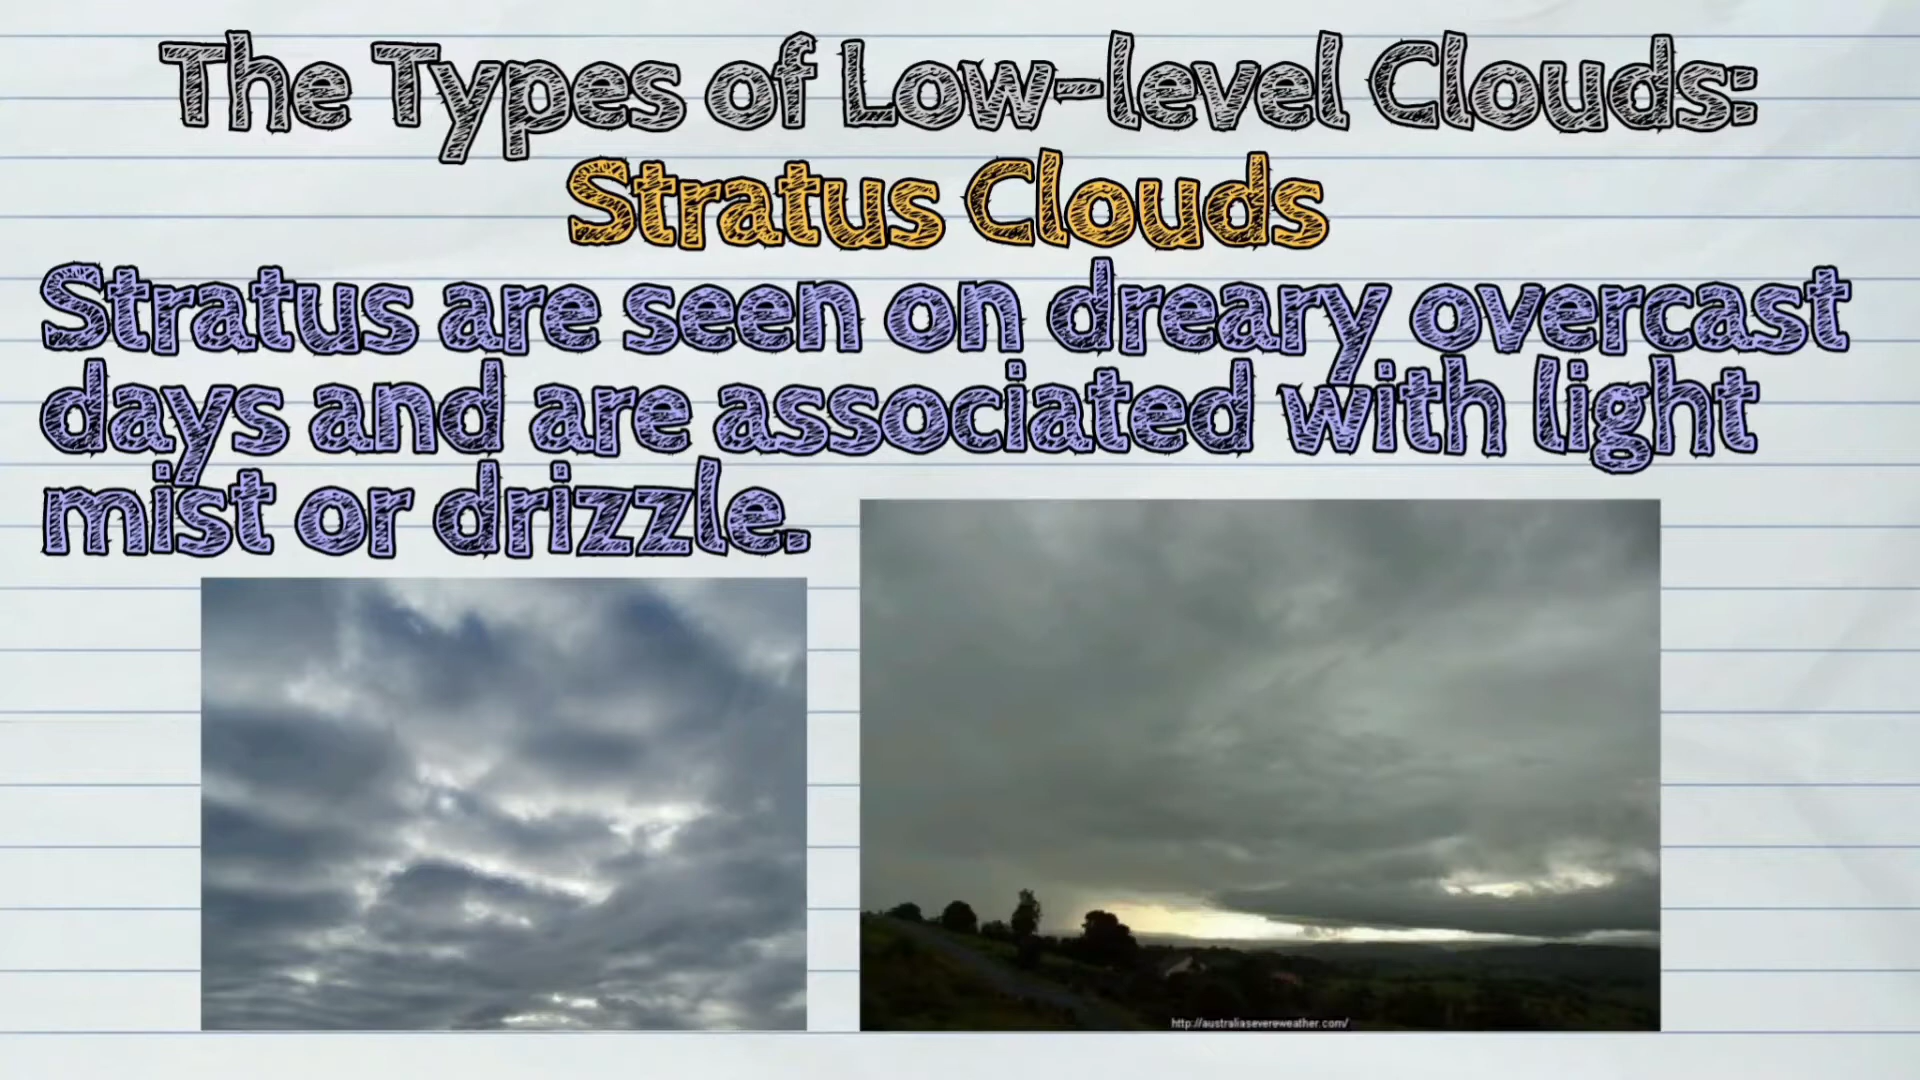 The Types of Low-level Clouds:
Stratus Clouds
Stratus are seen on dreary overcast
days and are associated with light
mist or drizzle.
http://australiasevereweather.com/